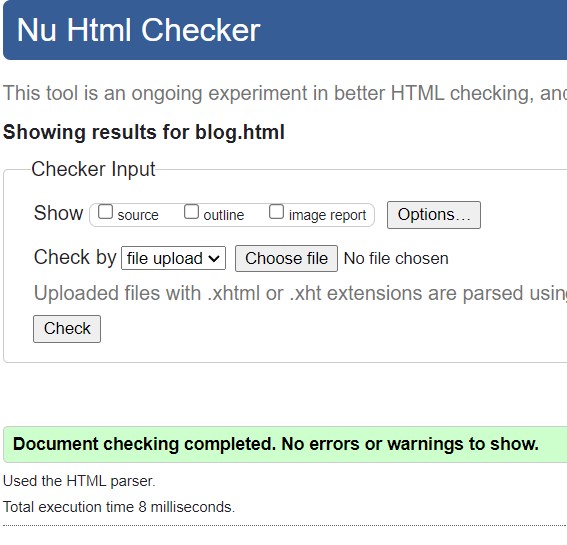 Nu Html Checker
This tool is an ongoing experiment in better HTML checking, and
Showing results for blog.html
Checker Input
Show source outline image report Options...
Check by file upload Choose file No file chosen
Uploaded files with .xhtml or .xht extensions are parsed using
Check
Document checking completed. No errors or warnings to show.
Used the HTML parser.
Total execution time 8 milliseconds.